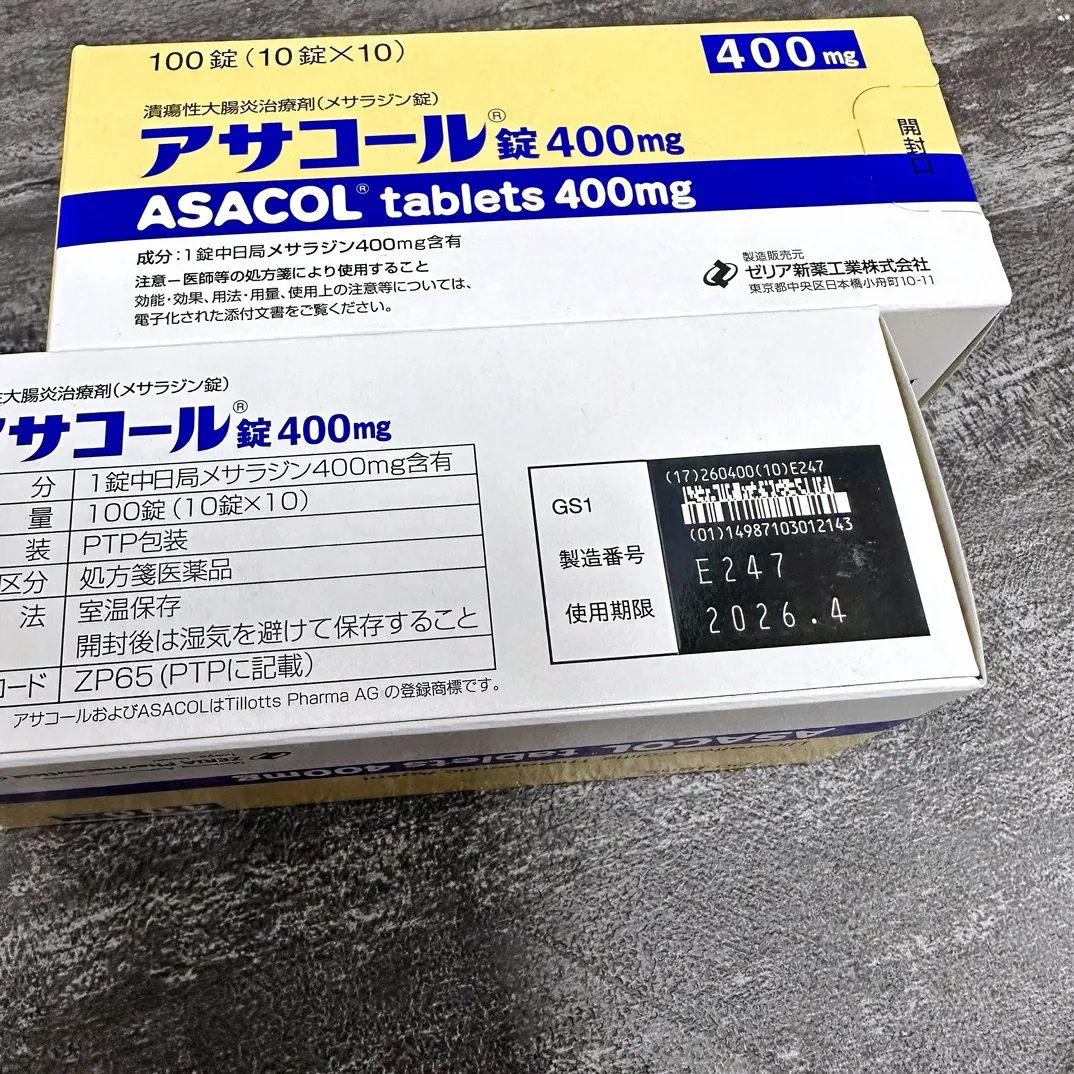 100錠(10錠×10)
400mg
潰瘍性大腸炎治療剤(メサラジン錠)
アサコール®錠400mg
ASACOL® tablets 400mg
開封口
成分:1錠中日局メサラジン400mg含有
注意−医師等の処方箋により使用すること
効能・効果、用法・用量、使用上の注意等については、
電子化された添付文書をご覧ください。
製造販売元
ゼリア新薬工業株式会社
東京都中央区日本橋小舟町10-11
大腸炎治療剤(メサラジン錠)
サコール®錠400mg
分 1錠中日局メサラジン400mg含有
量 100錠(10錠×10)
装 PTP包装
区分 処方箋医薬品
法 室温保存
開封後は湿気を避けて保存すること
コード ZP65(PTPに記載)
アサコールおよびASACOLはTillotts Pharma AG の登録商標です。
GS1
(17)260400(10)E247
(01)14987103012143
製造番号 E247
使用期限 2026.4
ASACOL tablets 400mg